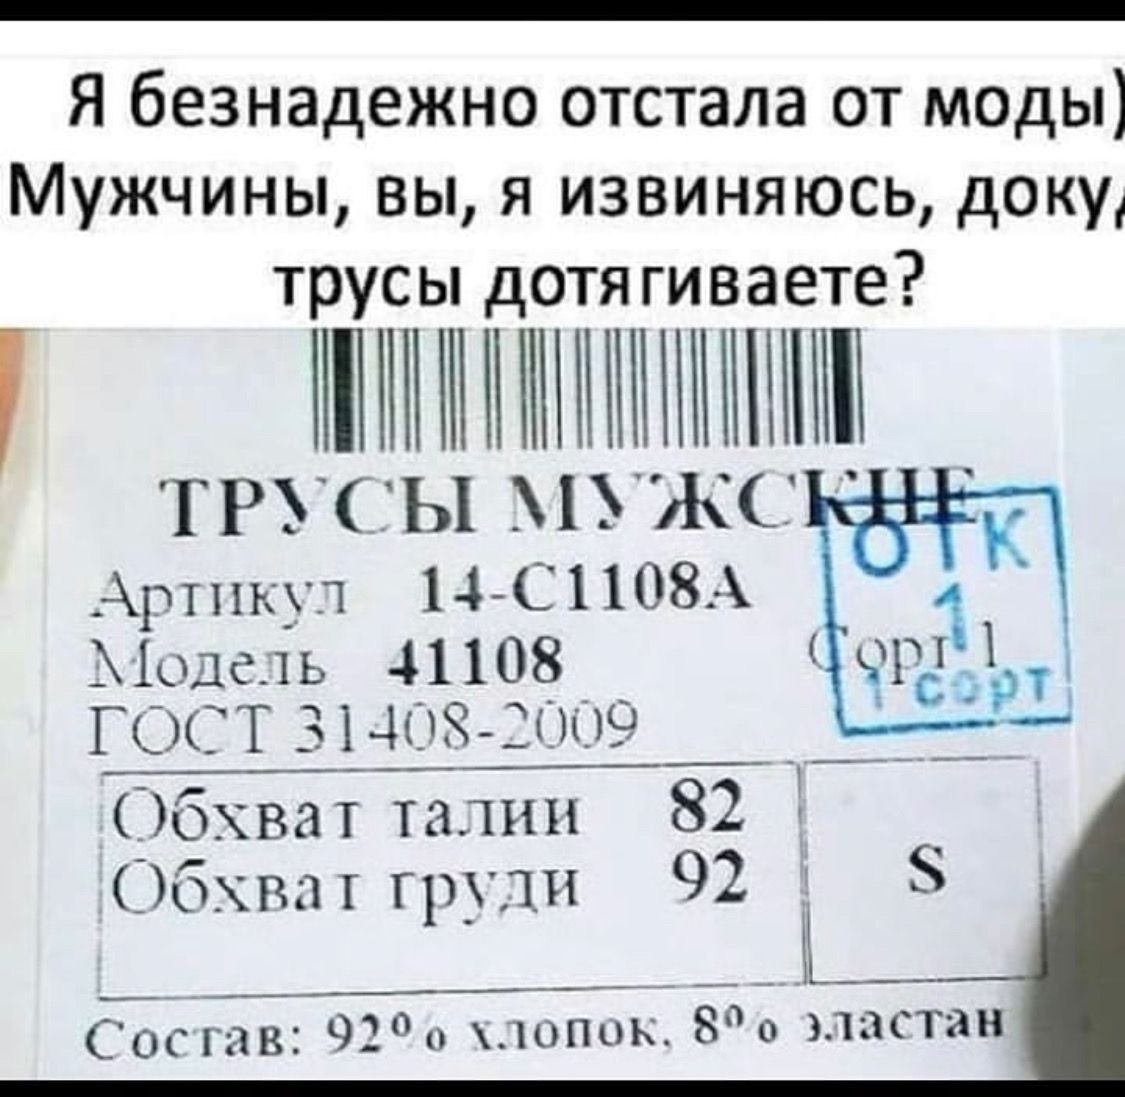 Я безнадежно отстала от моды)
Мужчины, вы, я извиняюсь,
трусы дотягиваете?
ТРУСЫ МУЖСКИЕ
ОТК
Артикул 14-С1108А
1
Модель 41108
Сорт 1
1 сорт
ГОСТ 31408-2009
Обхват талии 82
Обхват груди 92
S
Состав: 92% хлопок, 8% эластан